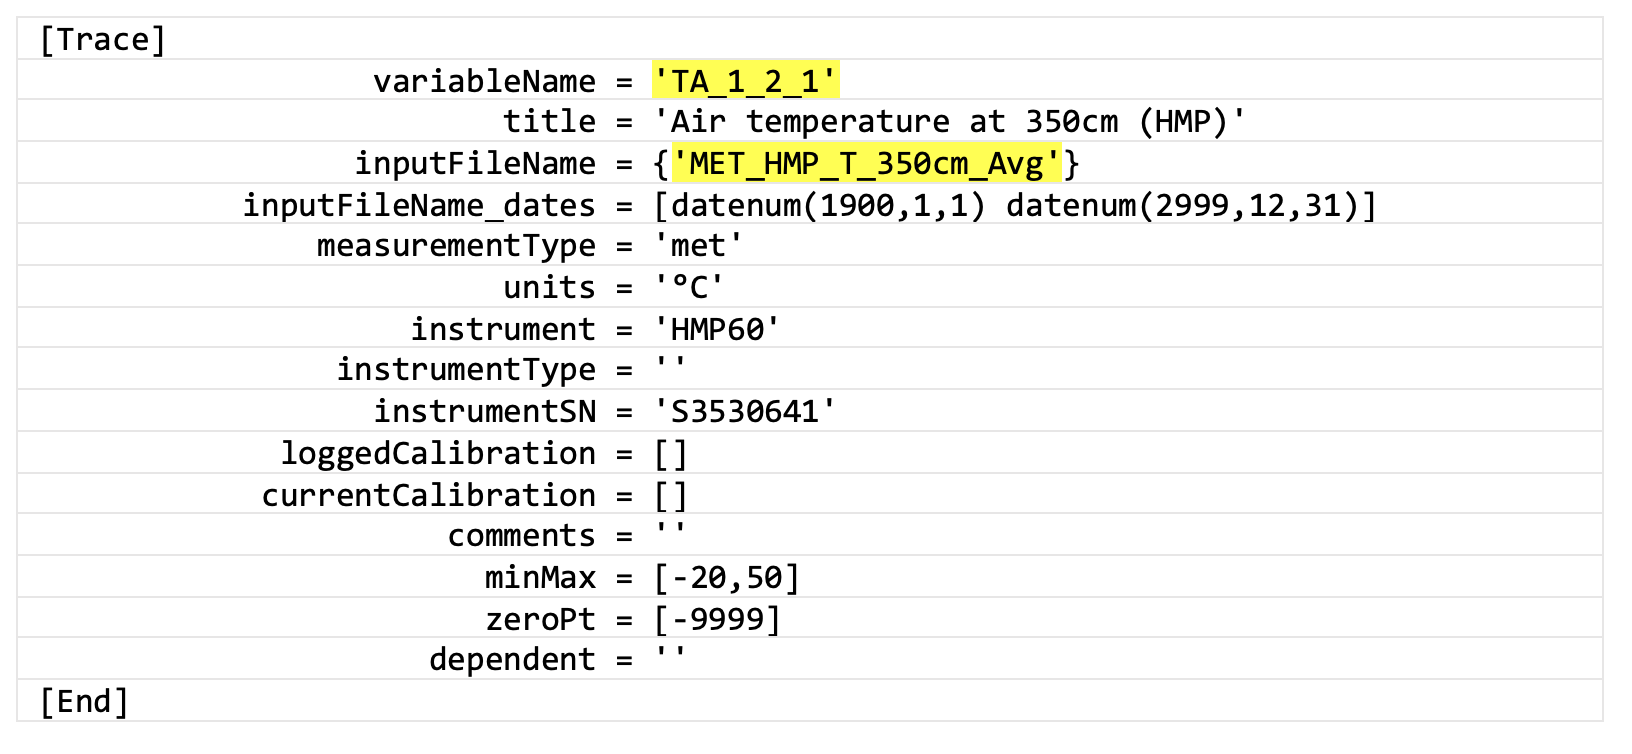 [Trace]
variableName = 'TA_1_2_1'
title = 'Air temperature at 350cm (HMP)'
inputFileName = {'MET_HMP_T_350cm_Avg'}
inputFileName_dates = [datenum(1900,1,1) datenum(2999,12,31)]
measurementType = 'met'
units = '°C'
instrument = 'HMP60'
instrumentType = ''
instrumentSN = 'S3530641'
loggedCalibration = []
currentCalibration = []
comments = ''
minMax = [-20,50]
zeroPt = [-9999]
dependent = ''
[End]